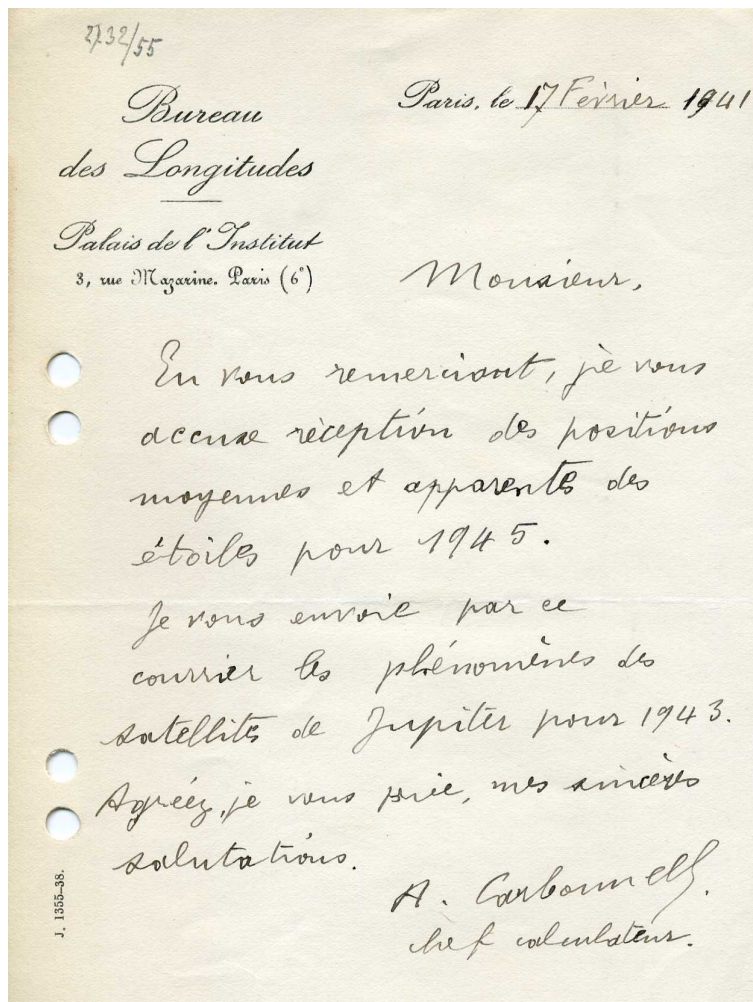 2732/55
Bureau
des Longitudes
Palais de l'Institut
3, rue Mazarine. Paris (6e)
Paris, le 17 Février 1941
Monsieur,
En vous remerciant, je vous
accuse réception des positions
moyennes et apparentes des
étoiles pour 1945.
Je vous envoie par ce
courrier les phénomènes des
satellites de Jupiter pour 1943.
Agréez, je vous prie, mes sincères
salutations.
A. Carbonnell.
chef calculateur.
J. 1355-38.